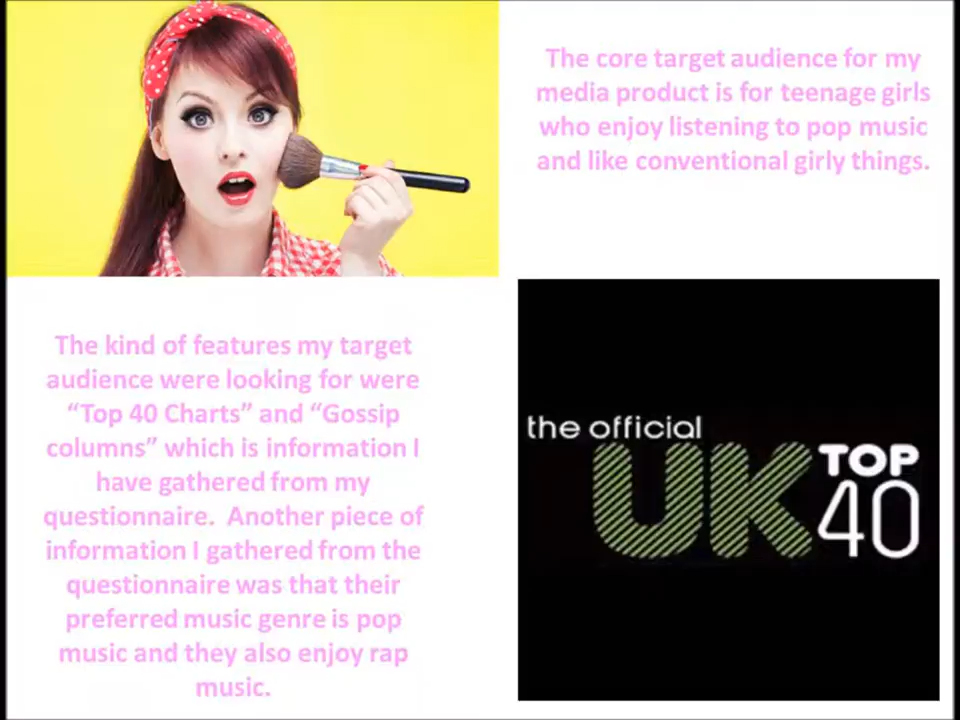 The core target audience for my
media product is for teenage girls
who enjoy listening to pop music
and like conventional girly things.
The kind of features my target
audience were looking for were
“Top 40 Charts” and “Gossip
columns” which is information I
have gathered from my
questionnaire.  Another piece of
information I gathered from the
questionnaire was that their
preferred music genre is pop
music and they also enjoy rap
music.
the official
UK TOP
40